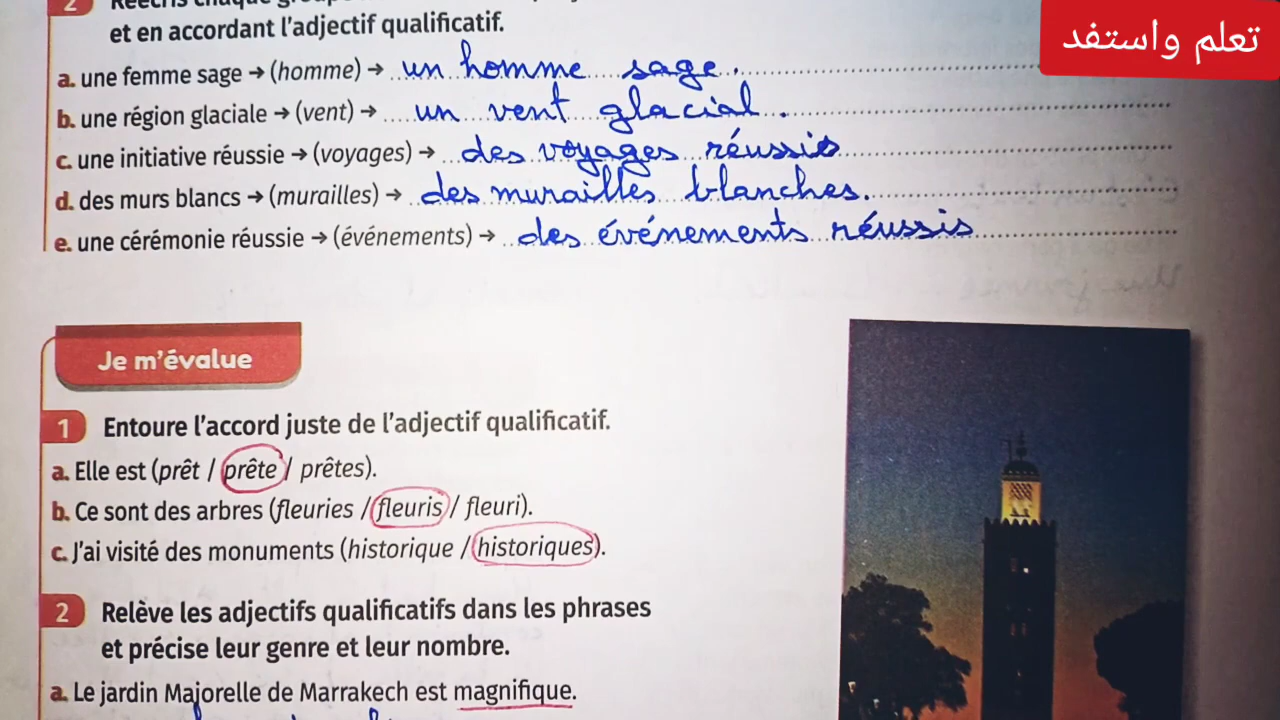 2
et en accordant l'adjectif qualificatif.
تعلم واستفد
a. une femme sage → (homme) → un homme sage.
b. une région glaciale → (vent) → un vent glacial.
c. une initiative réussie → (voyages) → des voyages réussis
d. des murs blancs → (murailles) → des murailles blanches.
e. une cérémonie réussie → (événements) → des événements réussis
Je m'évalue
1 Entoure l'accord juste de l'adjectif qualificatif.
a. Elle est (prêt / prête / prêtes).
b. Ce sont des arbres (fleuries / fleuris / fleuri).
c. J'ai visité des monuments (historique / historiques).
2 Relève les adjectifs qualificatifs dans les phrases
et précise leur genre et leur nombre.
a. Le jardin Majorelle de Marrakech est magnifique.